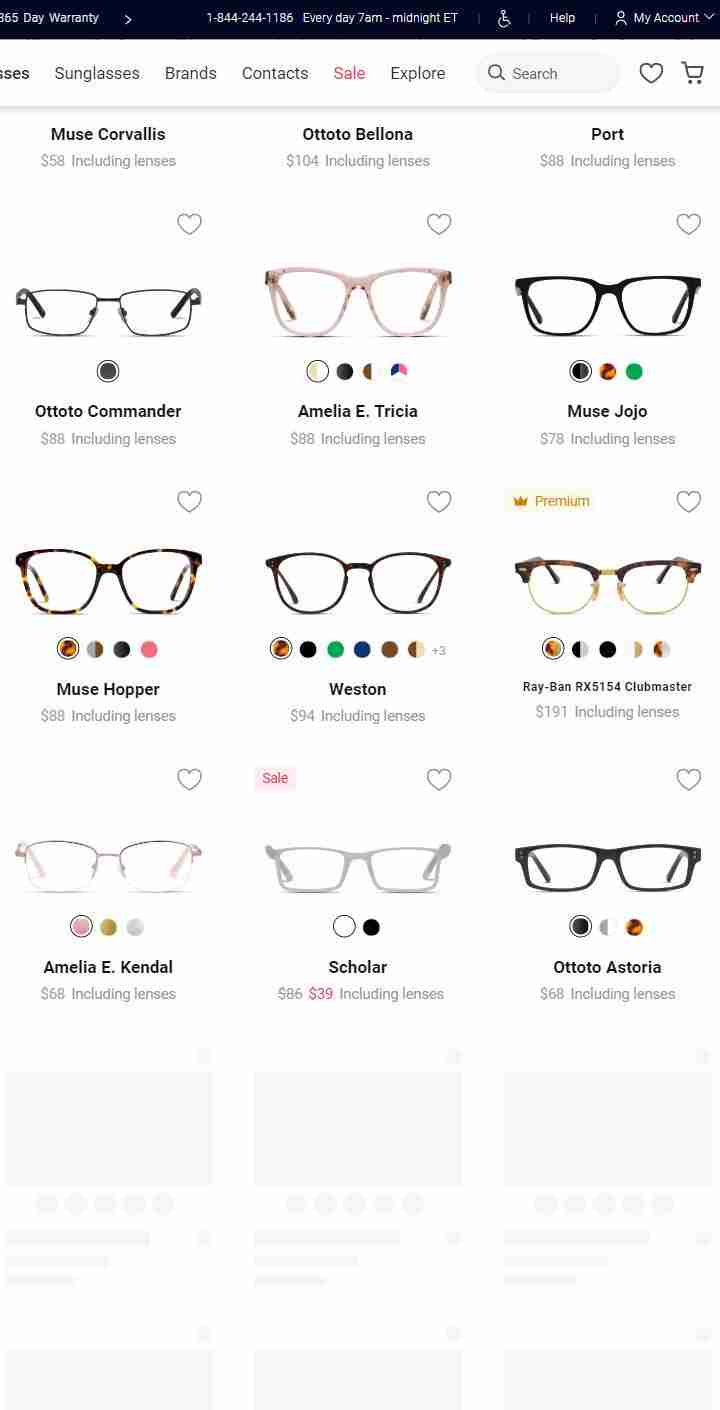 365 Day Warranty
1-844-244-1186 Every day 7am - midnight ET
Help
My Account
Sunglasses Brands Contacts Sale Explore
Search
Muse Corvallis
$58 Including lenses
Ottoto Bellona
$104 Including lenses
Port
$88 Including lenses
Ottoto Commander
$88 Including lenses
Amelia E. Tricia
$88 Including lenses
Muse Jojo
$78 Including lenses
Muse Hopper
$88 Including lenses
+3
Weston
$94 Including lenses
Premium
Ray-Ban RX5154 Clubmaster
$191 Including lenses
Amelia E. Kendal
$68 Including lenses
Sale
Scholar
$86 $39 Including lenses
Ottoto Astoria
$68 Including lenses